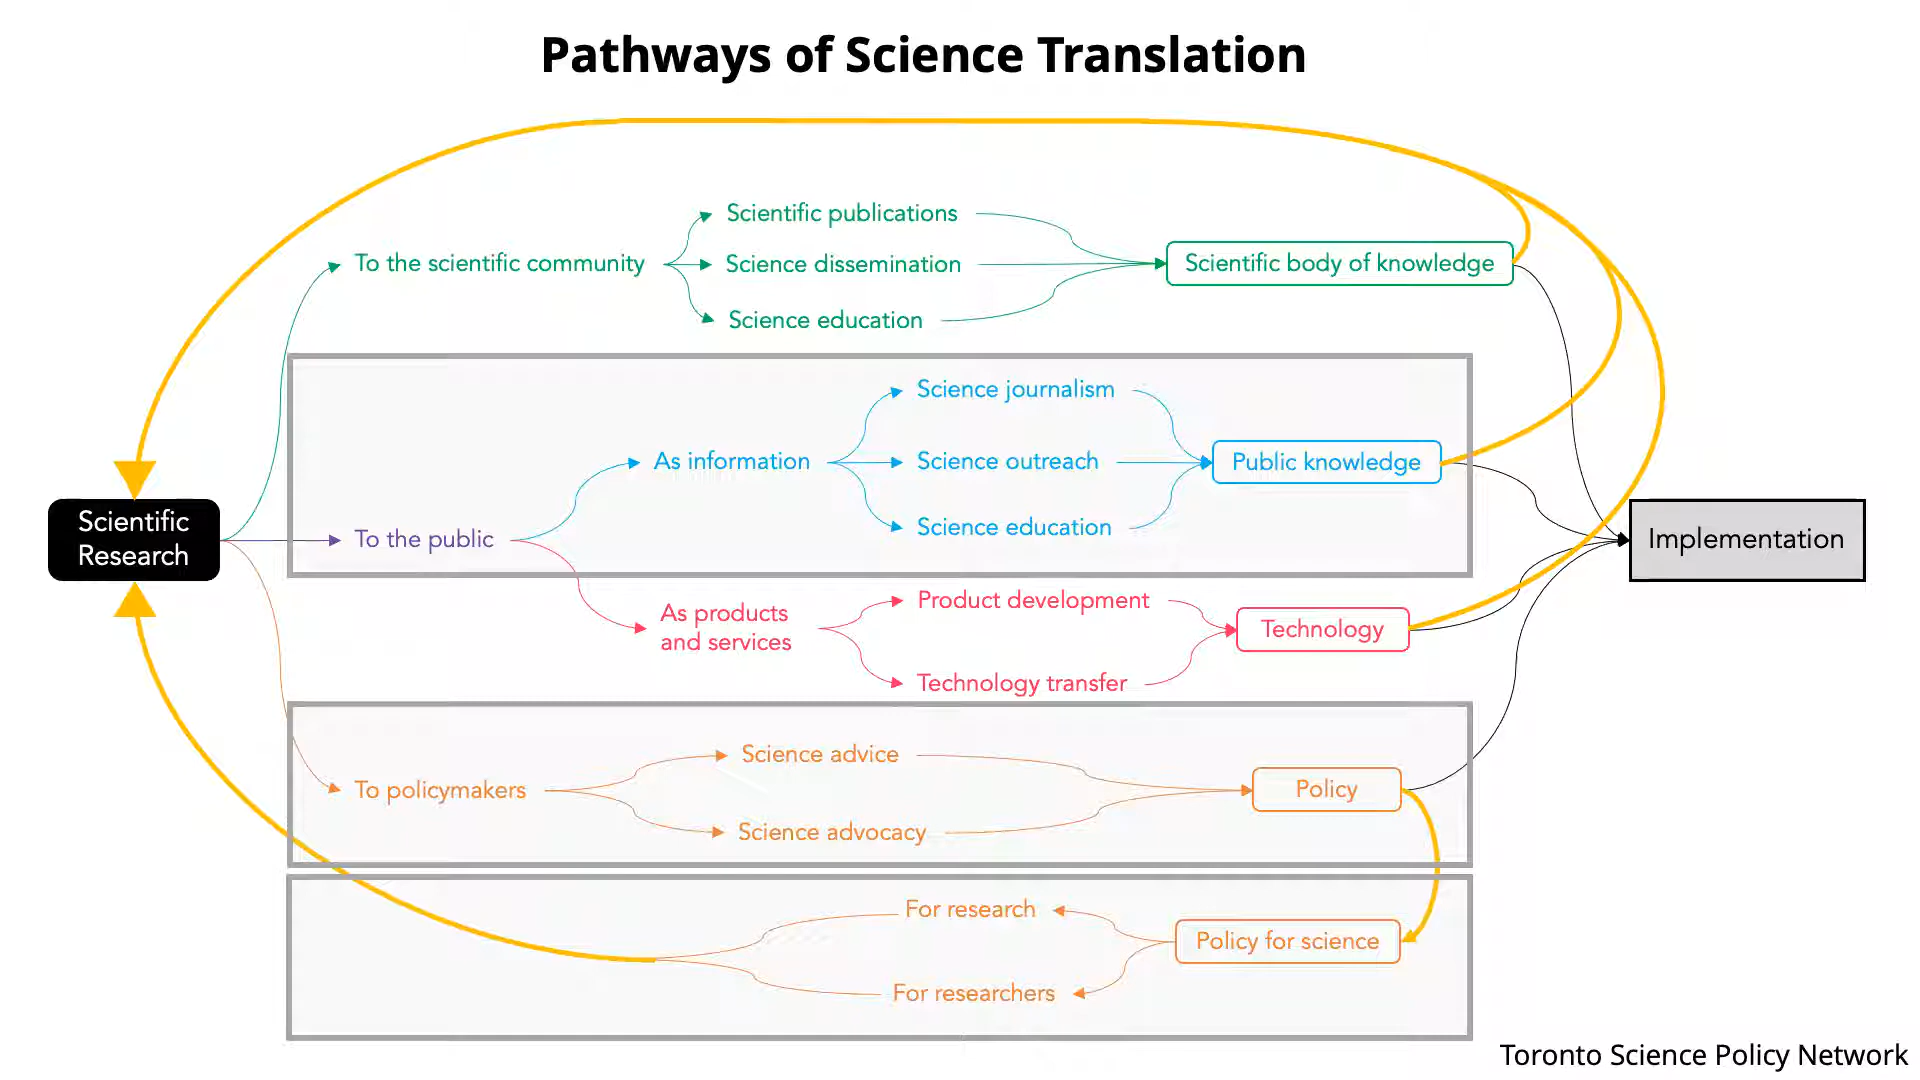 Pathways of Science Translation
Scientific publications
To the scientific community
Science dissemination
Scientific body of knowledge
Science education
Science journalism
As information
Science outreach
Public knowledge
Science education
Scientific
Research
To the public
Implementation
As products
and services
Product development
Technology
Technology transfer
Science advice
To policymakers
Policy
Science advocacy
For research
Policy for science
For researchers
Toronto Science Policy Network